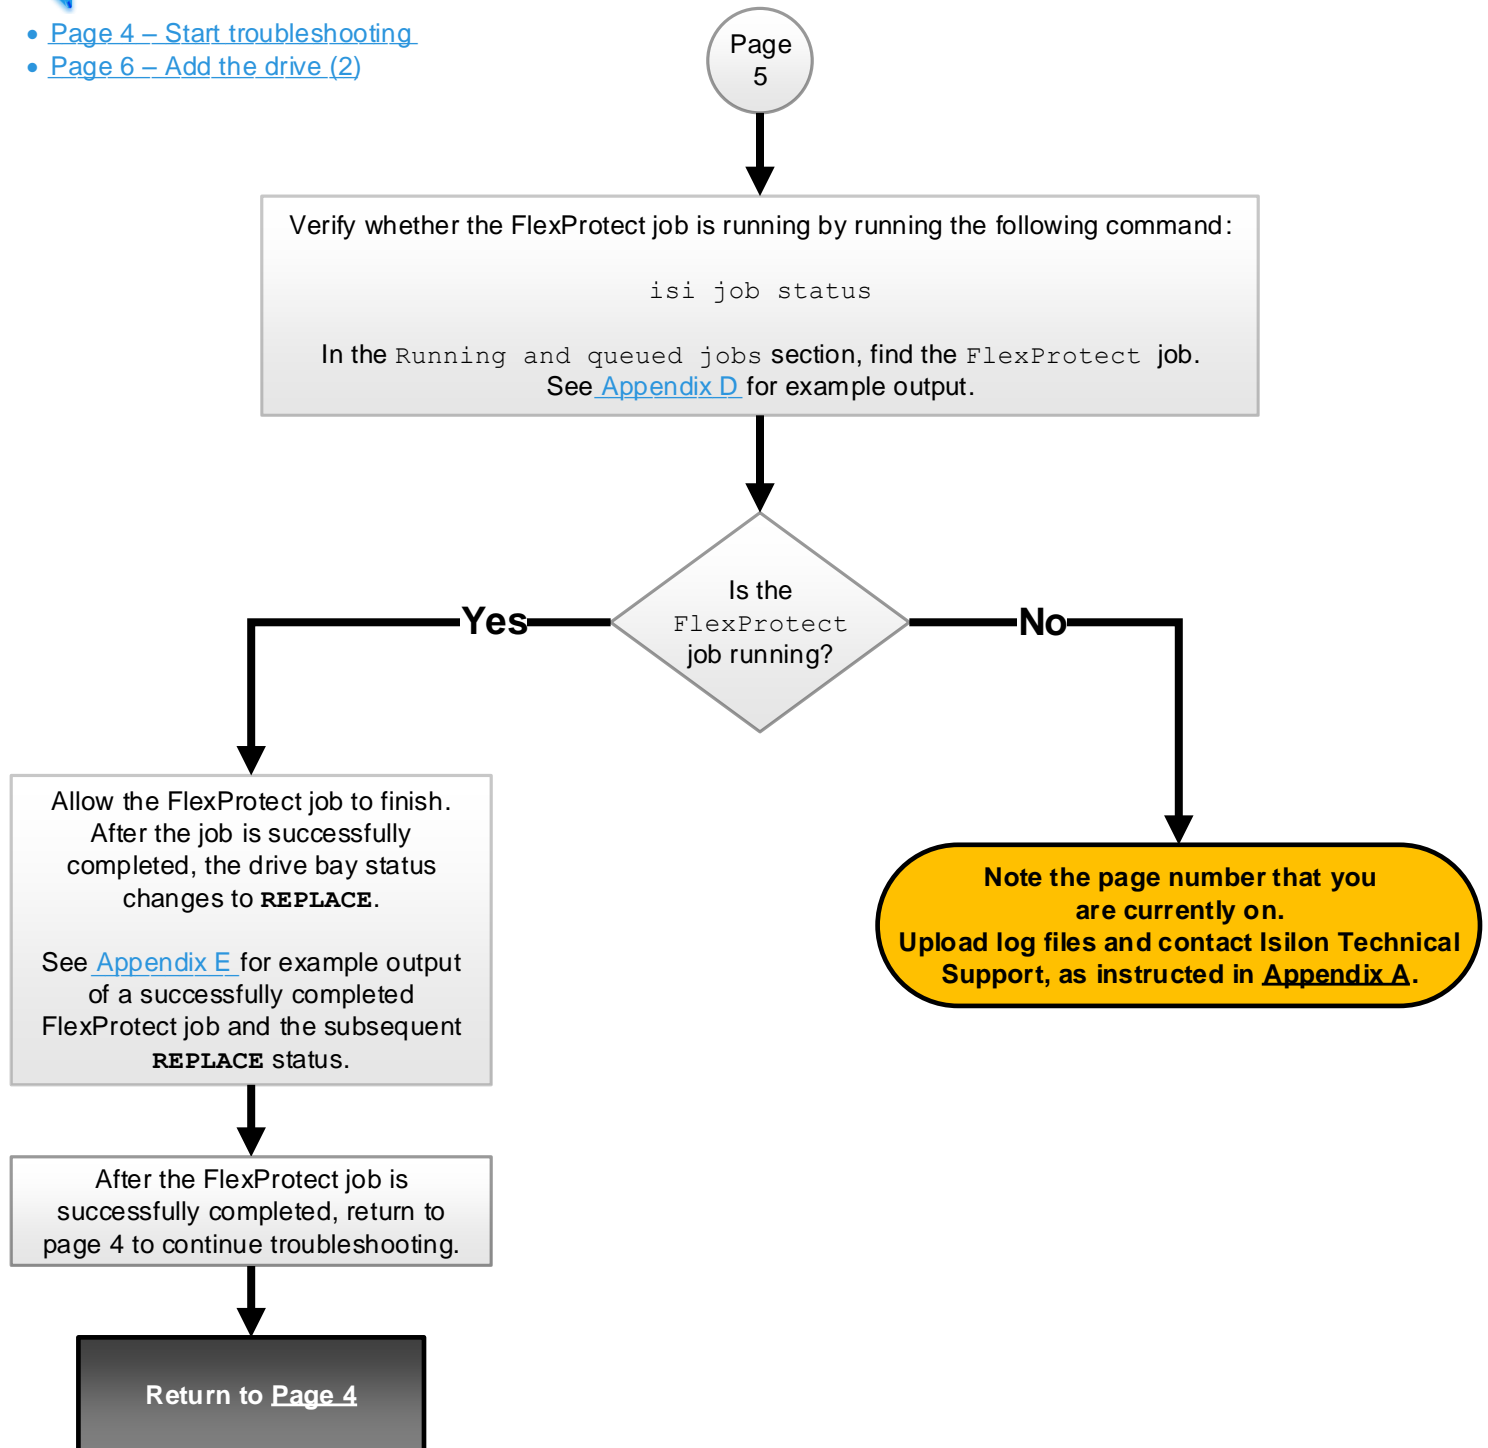 • Page 4 – Start troubleshooting
• Page 6 – Add the drive (2)
Page
5
Verify whether the FlexProtect job is running by running the following command:
isi job status
In the Running and queued jobs section, find the FlexProtect job.
See Appendix D for example output.
Is the
FlexProtect
job running?
Yes
No
Allow the FlexProtect job to finish.
After the job is successfully
completed, the drive bay status
changes to REPLACE.
See Appendix E for example output
of a successfully completed
FlexProtect job and the subsequent
REPLACE status.
Note the page number that you
are currently on.
Upload log files and contact Isilon Technical
Support, as instructed in Appendix A.
After the FlexProtect job is
successfully completed, return to
page 4 to continue troubleshooting.
Return to Page 4